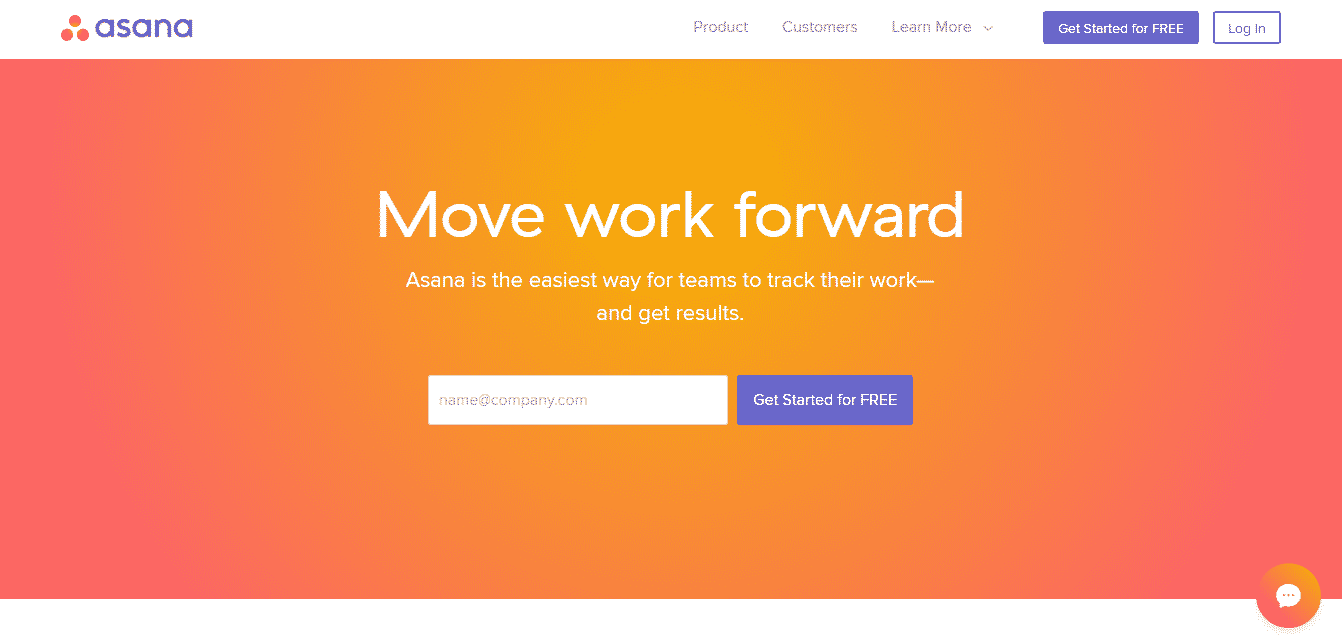 asana
Product
Customers
Learn More
Get Started for FREE
Log In
Move work forward
Asana is the easiest way for teams to track their work—
and get results.
name@company.com
Get Started for FREE